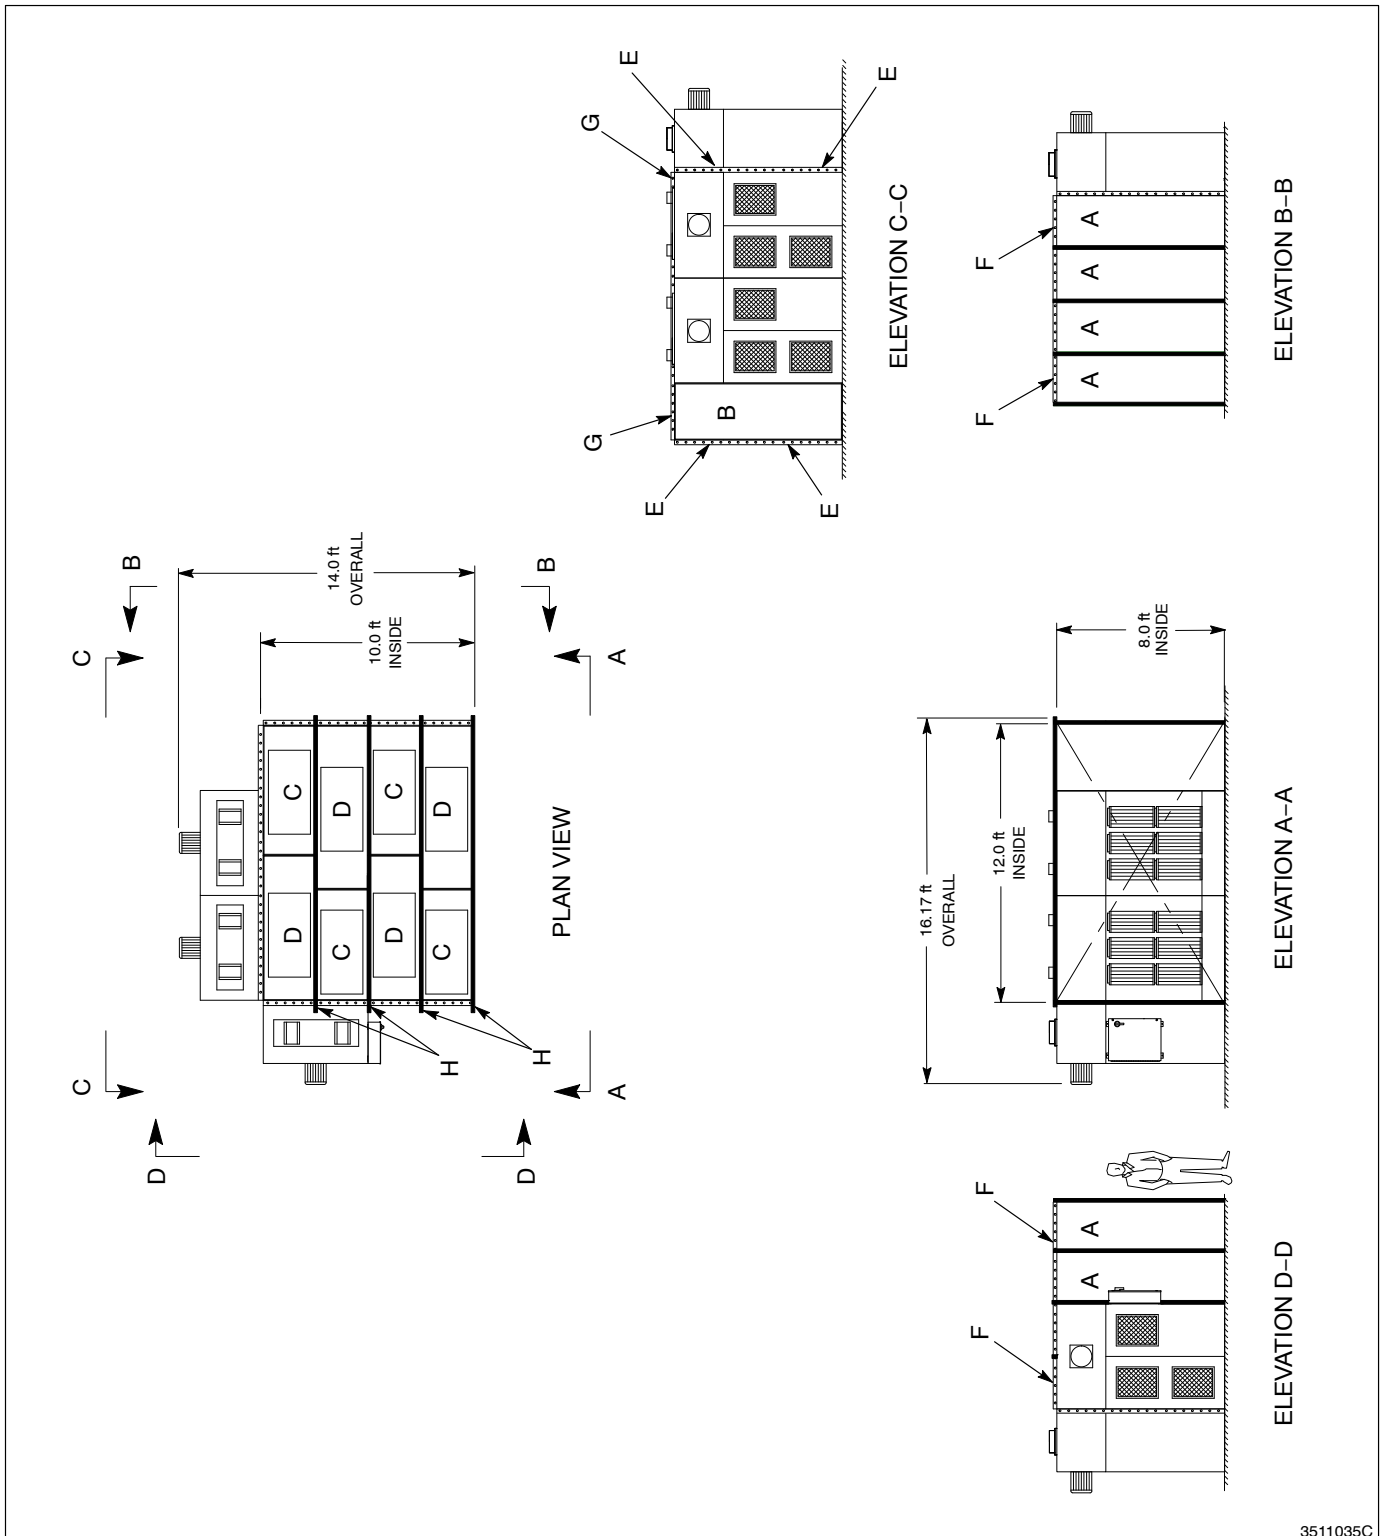 C
C
B
D
D
C
C
D
14.0 ft
OVERALL
10.0 ft
INSIDE
D
C
C
D
H
H
D
B
PLAN VIEW
A
A
G
G
E
E
B
E
E
ELEVATION C–C
F
F
A
A
ELEVATION D–D
16.17 ft
OVERALL
12.0 ft
INSIDE
8.0 ft
INSIDE
ELEVATION A–A
F
F
A
A
A
A
ELEVATION B–B
3511035C